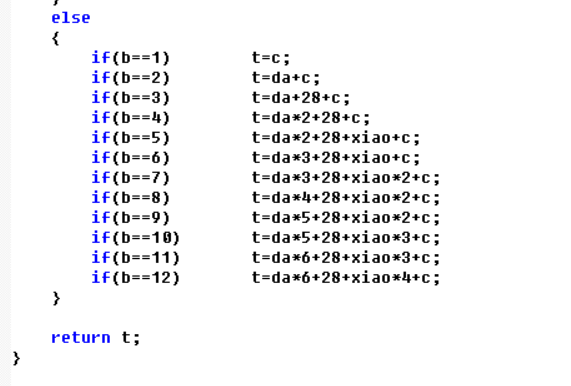 }
else
{
if(b==1) t=c;
if(b==2) t=da+c;
if(b==3) t=da+28+c;
if(b==4) t=da*2+28+c;
if(b==5) t=da*2+28+xiao+c;
if(b==6) t=da*3+28+xiao+c;
if(b==7) t=da*3+28+xiao*2+c;
if(b==8) t=da*4+28+xiao*2+c;
if(b==9) t=da*5+28+xiao*2+c;
if(b==10) t=da*5+28+xiao*3+c;
if(b==11) t=da*6+28+xiao*3+c;
if(b==12) t=da*6+28+xiao*4+c;
}
return t;
}